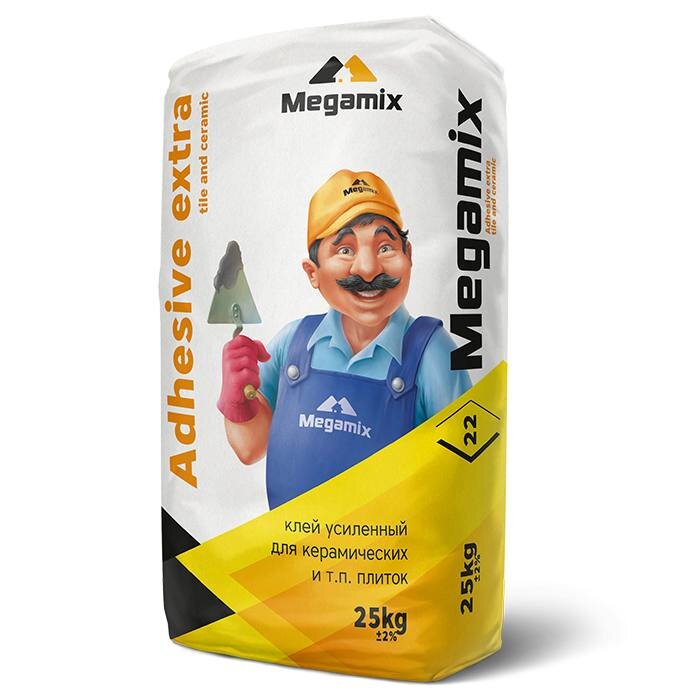 Megamix
Adhesive extra
tile and ceramic
Megamix
Megamix
клей усиленный
для керамических
и т.п. плиток
25kg
±2%
Megamix
Adhesive extra
tile and ceramic
22
25kg
±2%